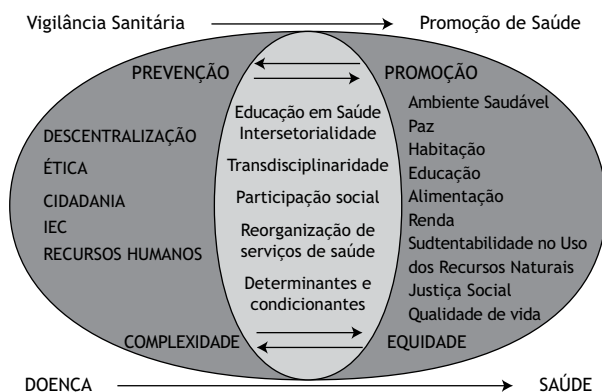 Vigilância Sanitária
Promoção de Saúde
PREVENÇÃO
PROMOÇÃO
DESCENTRALIZAÇÃO
ÉTICA
CIDADANIA
IEC
RECURSOS HUMANOS
Educação em Saúde
Intersetorialidade
Transdisciplinaridade
Participação social
Reorganização de
serviços de saúde
Determinantes e
condicionantes
Ambiente Saudável
Paz
Habitação
Educação
Alimentação
Renda
Sudtentabilidade no Uso
dos Recursos Naturais
Justiça Social
Qualidade de vida
COMPLEXIDADE
EQUIDADE
DOENÇA
SAÚDE